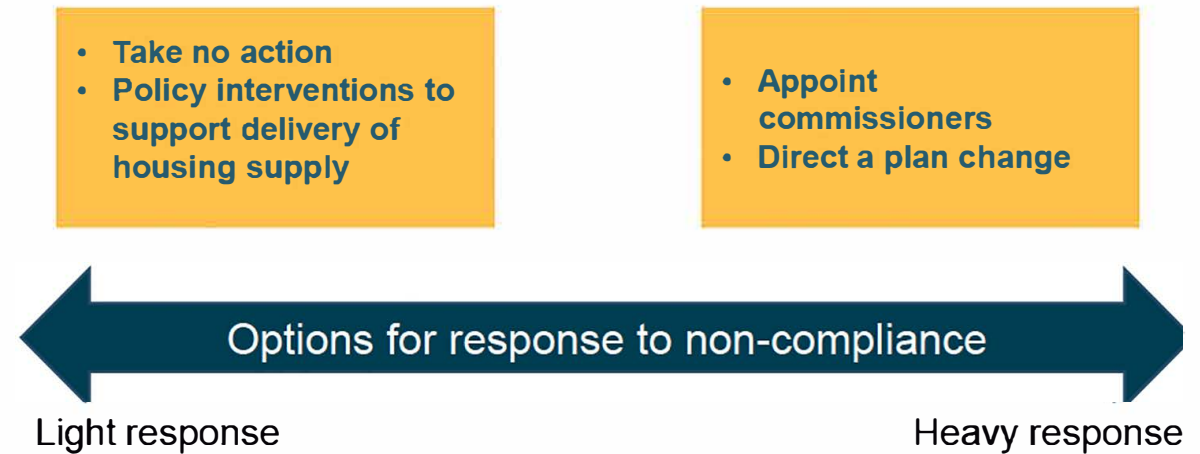 • Take no action
• Policy interventions to
support delivery of
housing supply
• Appoint
commissioners
• Direct a plan change
Options for response to non-compliance
Light response
Heavy response